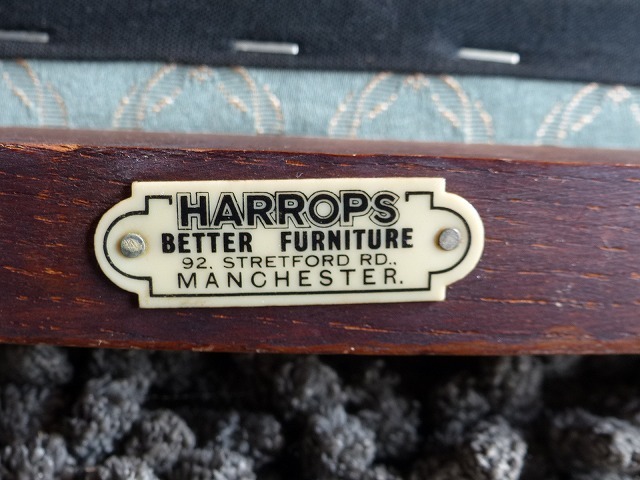 HARROPS
BETTER FURNITURE
92. STRETFORD RD..
MANCHESTER.